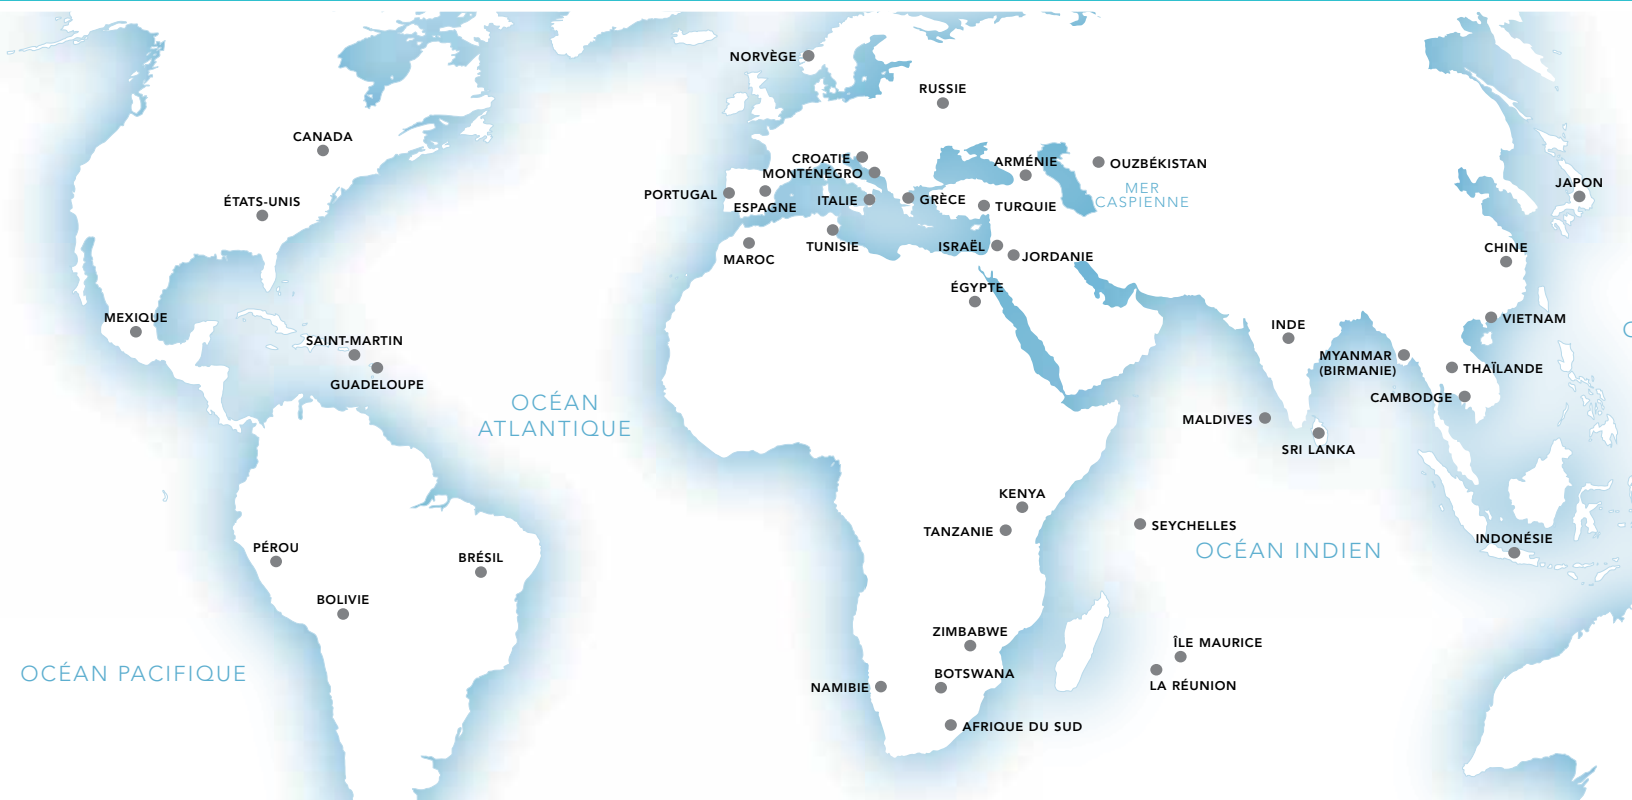 NORVÈGE
RUSSIE
CANADA
CROATIE
MONTÉNÉGRO
ARMÉNIE
OUZBÉKISTAN
MER
CASPIENNE
JAPON
ÉTATS-UNIS
PORTUGAL
ESPAGNE
ITALIE
GRÈCE
TURQUIE
MAROC
TUNISIE
ISRAËL
JORDANIE
CHINE
ÉGYPTE
MEXIQUE
SAINT-MARTIN
GUADELOUPE
INDE
VIETNAM
MYANMAR
(BIRMANIE)
THAÏLANDE
CAMBODGE
OCÉAN
ATLANTIQUE
MALDIVES
SRI LANKA
KENYA
TANZANIE
SEYCHELLES
OCÉAN INDIEN
INDONÉSIE
PÉROU
BRÉSIL
BOLIVIE
ZIMBABWE
ÎLE MAURICE
OCÉAN PACIFIQUE
NAMIBIE
BOTSWANA
LA RÉUNION
AFRIQUE DU SUD